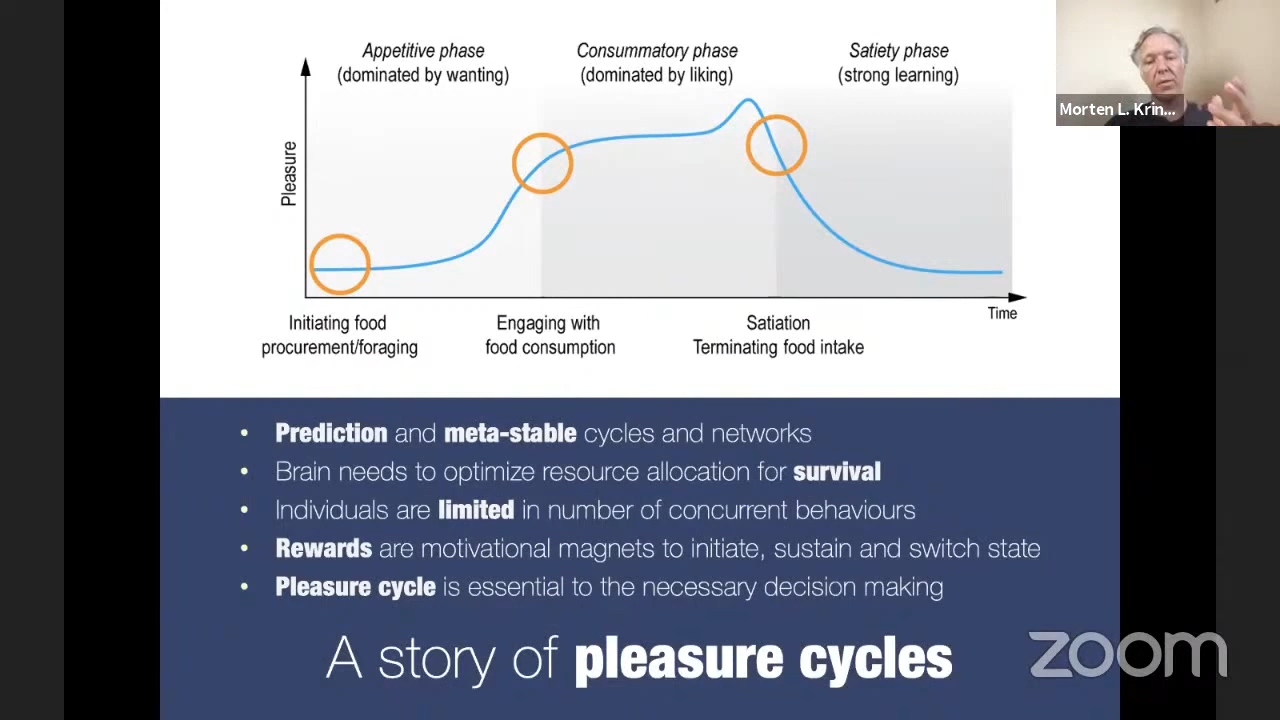 Appetitive phase
(dominated by wanting)
Consummatory phase
(dominated by liking)
Satiety phase
(strong learning)
Morten L. Krin...
Pleasure
Time
Initiating food
procurement/foraging
Engaging with
food consumption
Satiation
Terminating food intake
• Prediction and meta-stable cycles and networks
• Brain needs to optimize resource allocation for survival
• Individuals are limited in number of concurrent behaviours
• Rewards are motivational magnets to initiate, sustain and switch state
• Pleasure cycle is essential to the necessary decision making
A story of pleasure cycles
zoom